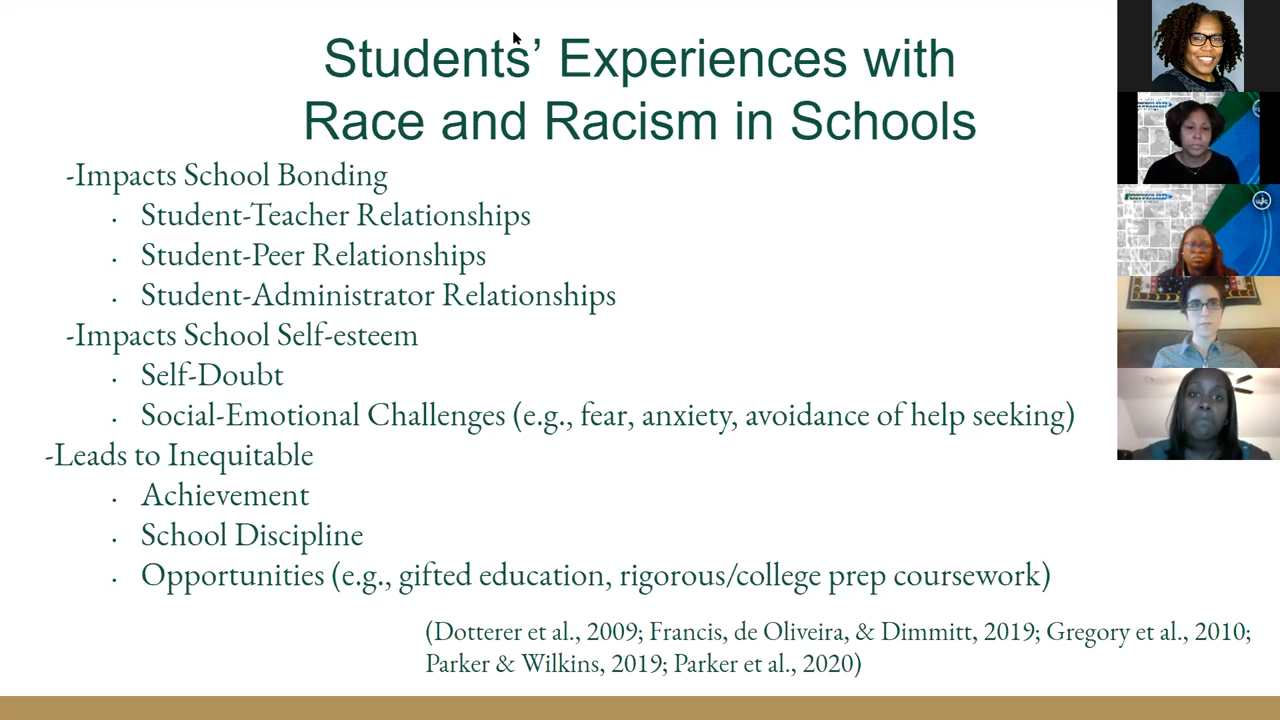 Students’ Experiences with
Race and Racism in Schools
-Impacts School Bonding
· Student-Teacher Relationships
· Student-Peer Relationships
· Student-Administrator Relationships
-Impacts School Self-esteem
· Self-Doubt
· Social-Emotional Challenges (e.g., fear, anxiety, avoidance of help seeking)
-Leads to Inequitable
· Achievement
· School Discipline
· Opportunities (e.g., gifted education, rigorous/college prep coursework)
(Dotterer et al., 2009; Francis, de Oliveira, & Dimmitt, 2019; Gregory et al., 2010;
Parker & Wilkins, 2019; Parker et al., 2020)
FORWARD